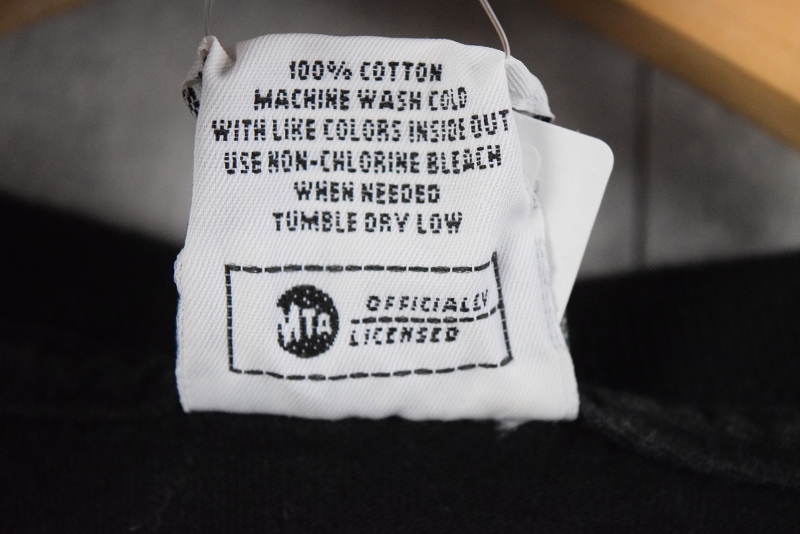 100% COTTON
MACHINE WASH COLD
WITH LIKE COLORS INSIDE OUT
USE NON-CHLORINE BLEACH
WHEN NEEDED
TUMBLE DRY LOW
MTA
OFFICIALLY
LICENSED